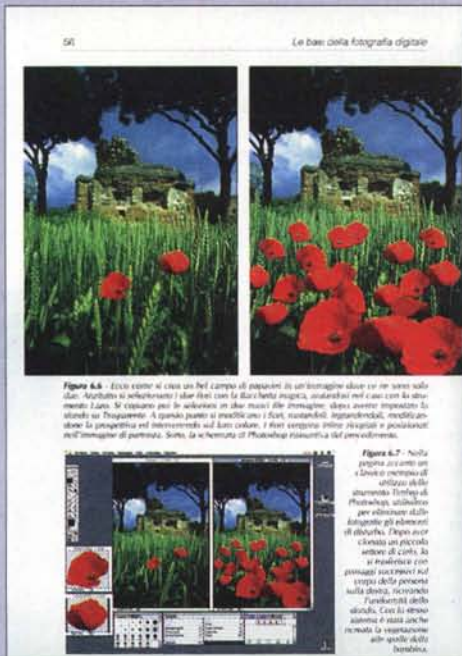 56
Le basi della fotografia digitale
Figura 6.6 - Ecco come si crea un bel campo di papaveri in un'immagine dove ce ne sono solo
due. Anzitutto si selezionano i due fiori con la Bacchetta magica, aiutandosi nel caso con lo stru-
mento Lazo. Si copiano poi le selezioni in due nuovi file immagine, dopo avere impostato lo
sfondo su Trasparente. A questo punto si modificano i fiori, ruotandoli, ingrandendoli, modifican-
done la prospettiva ed intervenendo sul loro colore. I fiori vengono infine ricopiati e posizionati
nell'immagine di partenza. Sotto, la schermata di Photoshop riassuntiva del procedimento.
Figura 6.7 - Nella
pagina accanto un
classico esempio di
utilizzo dello
strumento Timbro di
Photoshop, utilissimo
per eliminare dalle
fotografie gli elementi
di disturbo. Dopo aver
clonato un piccolo
settore di cielo, lo
si trasferisce con
passaggi successivi sul
corpo della persona
sulla destra, ricreando
l'uniformità dello
sfondo. Con lo stesso
sistema è stata anche
ricreata la vegetazione
alle spalle della
bambina.